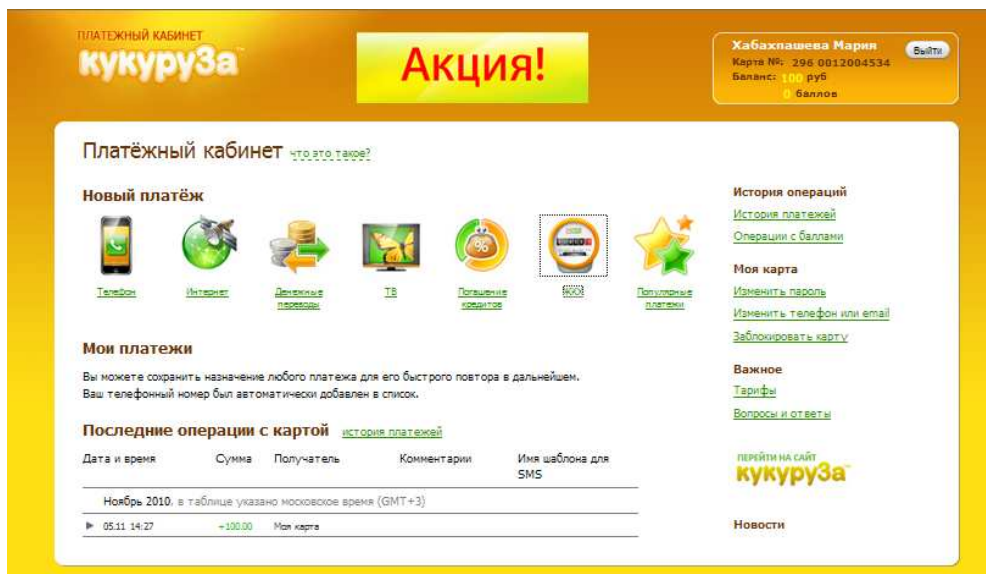 ПЛАТЕЖНЫЙ КАБИНЕТ
кукуруЗа
Акция!
Хабахпашева Мария
Выйти
Карта №: 296 0012004534
Баланс: 100 руб
0 баллов
Платёжный кабинет что это такое?
Новый платёж
Телефон
Интернет
Денежные переводы
ТВ
Погашение кредитов
ЖКХ
Популярные платежи
Мои платежи
Вы можете сохранить назначение любого платежа для его быстрого повтора в дальнейшем.
Ваш телефонный номер был автоматически добавлен в список.
Последние операции с картой история платежей
Дата и время Сумма Получатель Комментарии Имя шаблона для
SMS
Ноябрь 2010, в таблице указано московское время (GMT+3)
05.11 14:27 +100.00 Моя карта
История операций
История платежей
Операции с баллами
Моя карта
Изменить пароль
Изменить телефон или email
Заблокировать карту
Важное
Тарифы
Вопросы и ответы
ПЕРЕЙТИ НА САЙТ
кукуруЗа
Новости